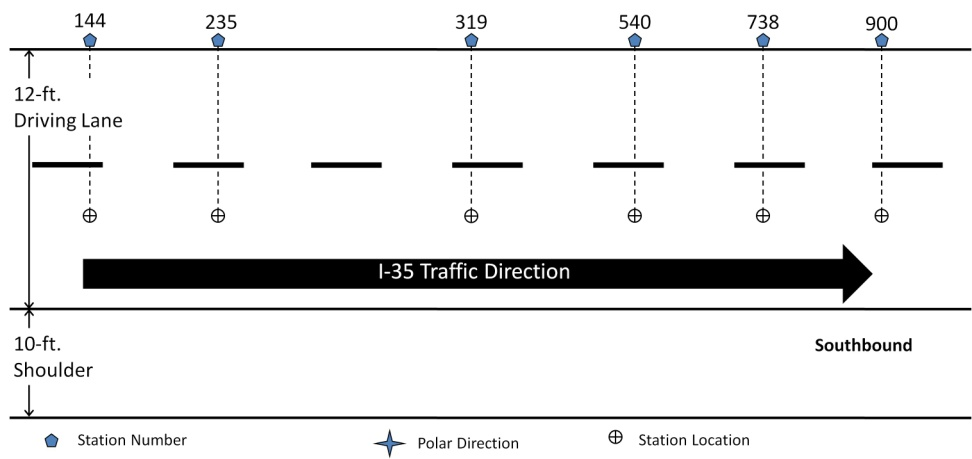 144 235 319 540 738 900
12-ft.
Driving Lane
I-35 Traffic Direction
10-ft.
Shoulder
Southbound
Station Number Polar Direction Station Location